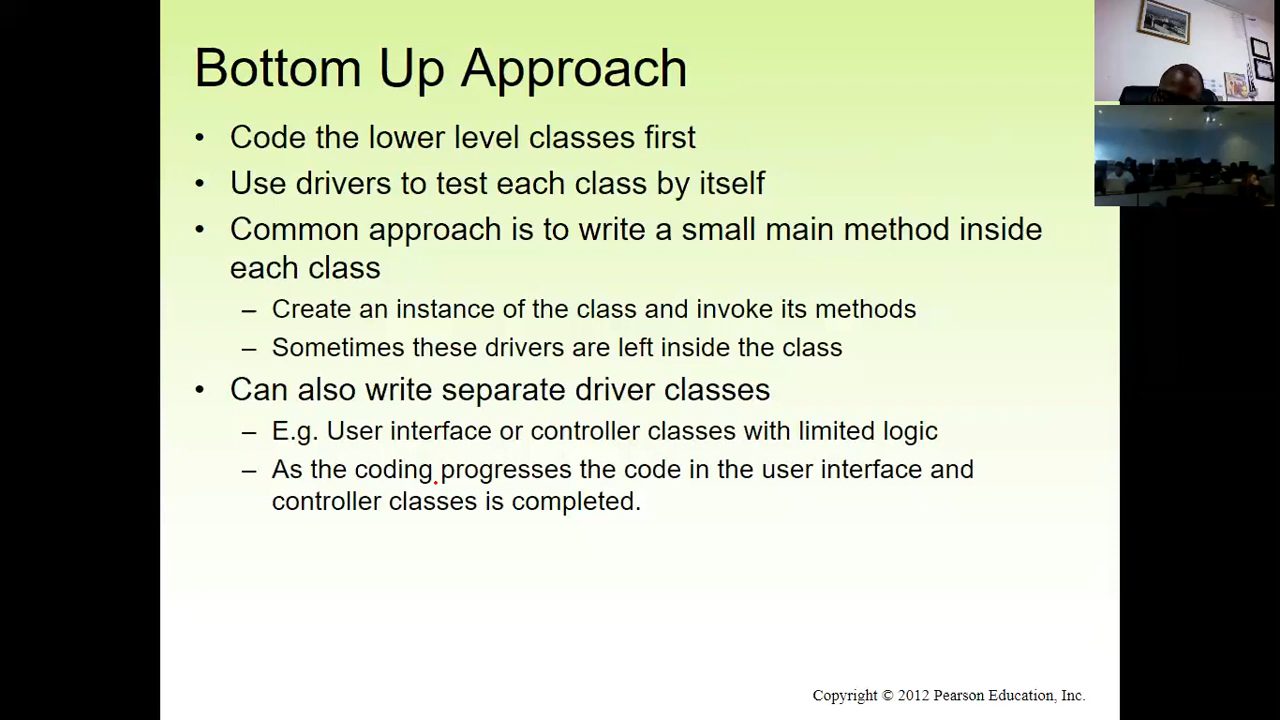 Bottom Up Approach
• Code the lower level classes first
• Use drivers to test each class by itself
• Common approach is to write a small main method inside
each class
– Create an instance of the class and invoke its methods
– Sometimes these drivers are left inside the class
• Can also write separate driver classes
– E.g. User interface or controller classes with limited logic
– As the coding progresses the code in the user interface and
controller classes is completed.
Copyright © 2012 Pearson Education, Inc.